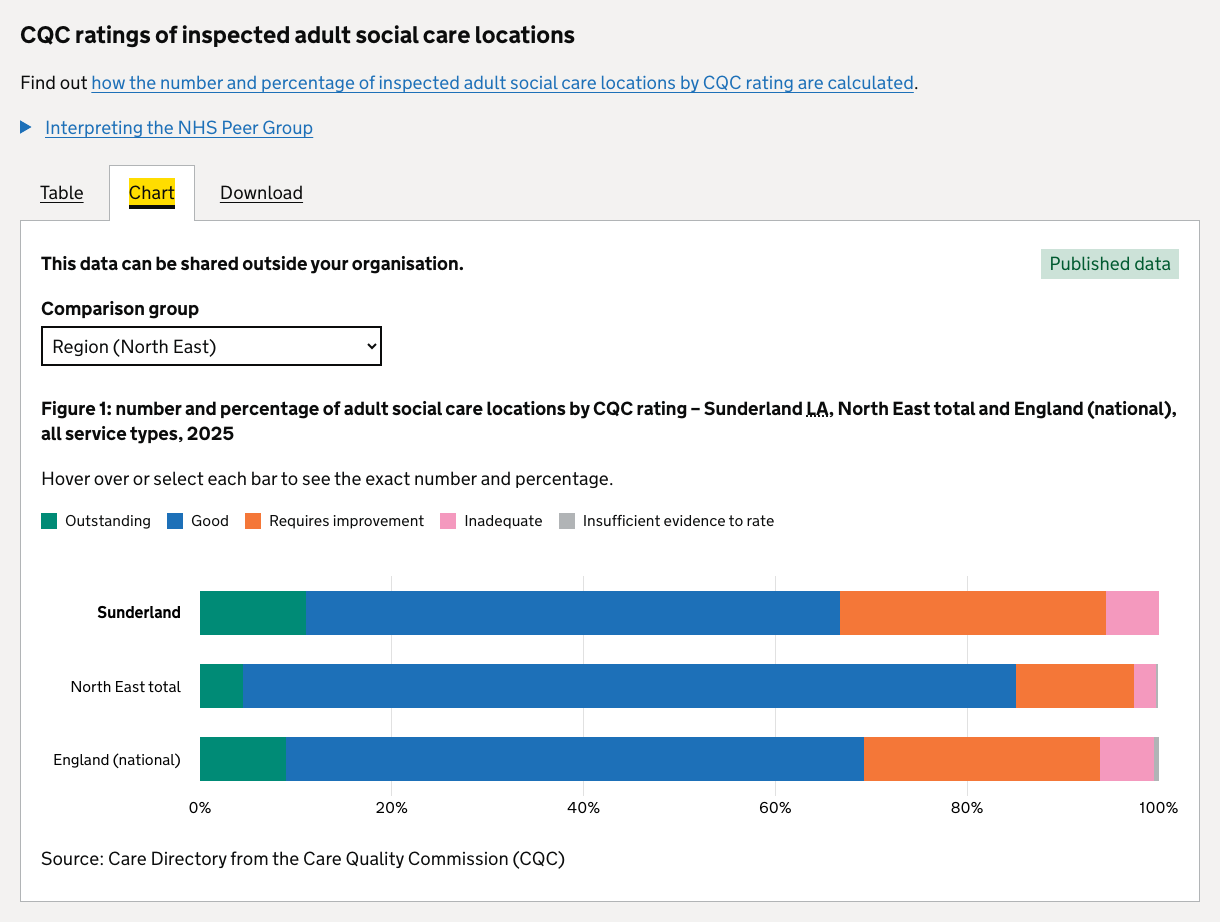 CQC ratings of inspected adult social care locations
Find out how the number and percentage of inspected adult social care locations by CQC rating are calculated.
Interpreting the NHS Peer Group
Table Chart Download
This data can be shared outside your organisation. Published data
Comparison group
Region (North East)
Figure 1: number and percentage of adult social care locations by CQC rating – Sunderland LA, North East total and England (national),
all service types, 2025
Hover over or select each bar to see the exact number and percentage.
Outstanding Good Requires improvement Inadequate Insufficient evidence to rate
Sunderland
North East total
England (national)
0% 20% 40% 60% 80% 100%
Source: Care Directory from the Care Quality Commission (CQC)